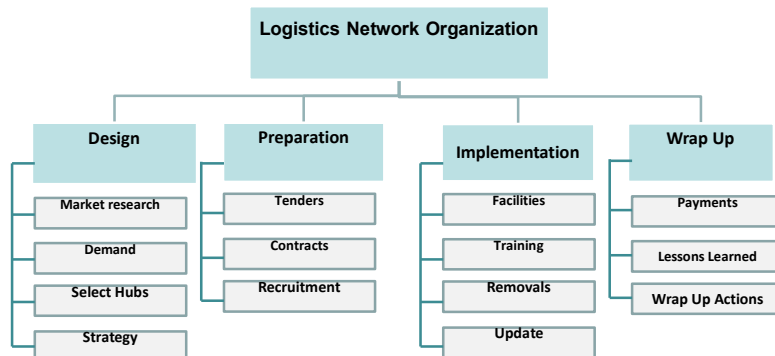 Logistics Network Organization
Design
Preparation
Implementation
Wrap Up
Market research
Demand
Select Hubs
Strategy
Tenders
Contracts
Recruitment
Facilities
Training
Removals
Update
Payments
Lessons Learned
Wrap Up Actions